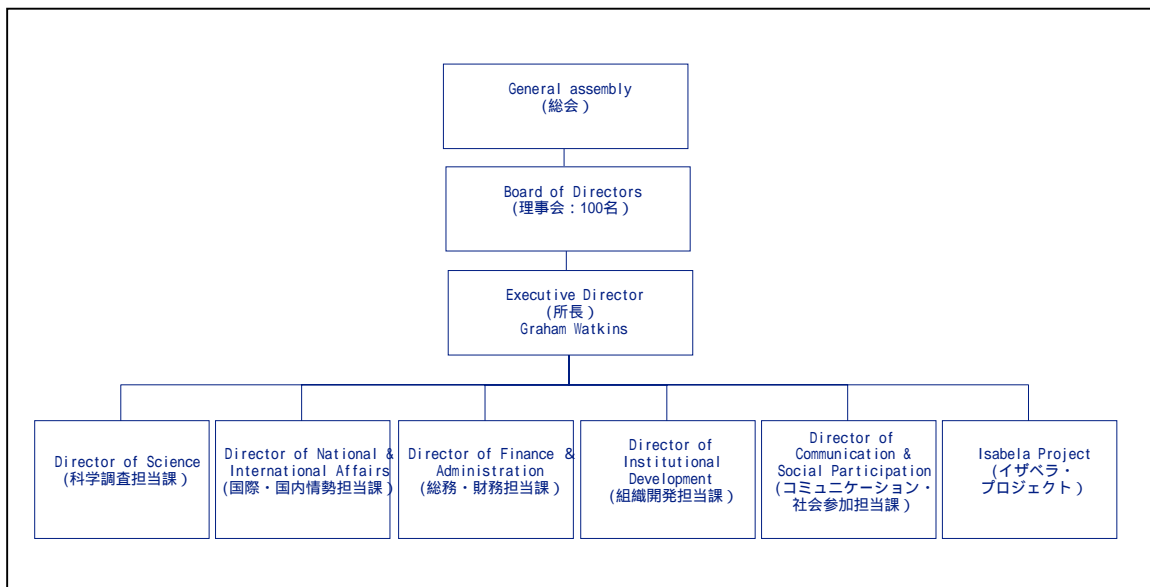 General assembly
(総会)
Board of Directors
(理事会：100名)
Executive Director
(所長)
Graham Watkins
Director of Science
(科学調査担当課)
Director of National &
International Affairs
(国際・国内情勢担当課)
Director of Finance &
Administration
(総務・財務担当課)
Director of
Institutional
Development
(組織開発担当課)
Director of
Communication &
Social Participation
(コミュニケーション・
社会参加担当課)
Isabela Project
(イザベラ・
プロジェクト)